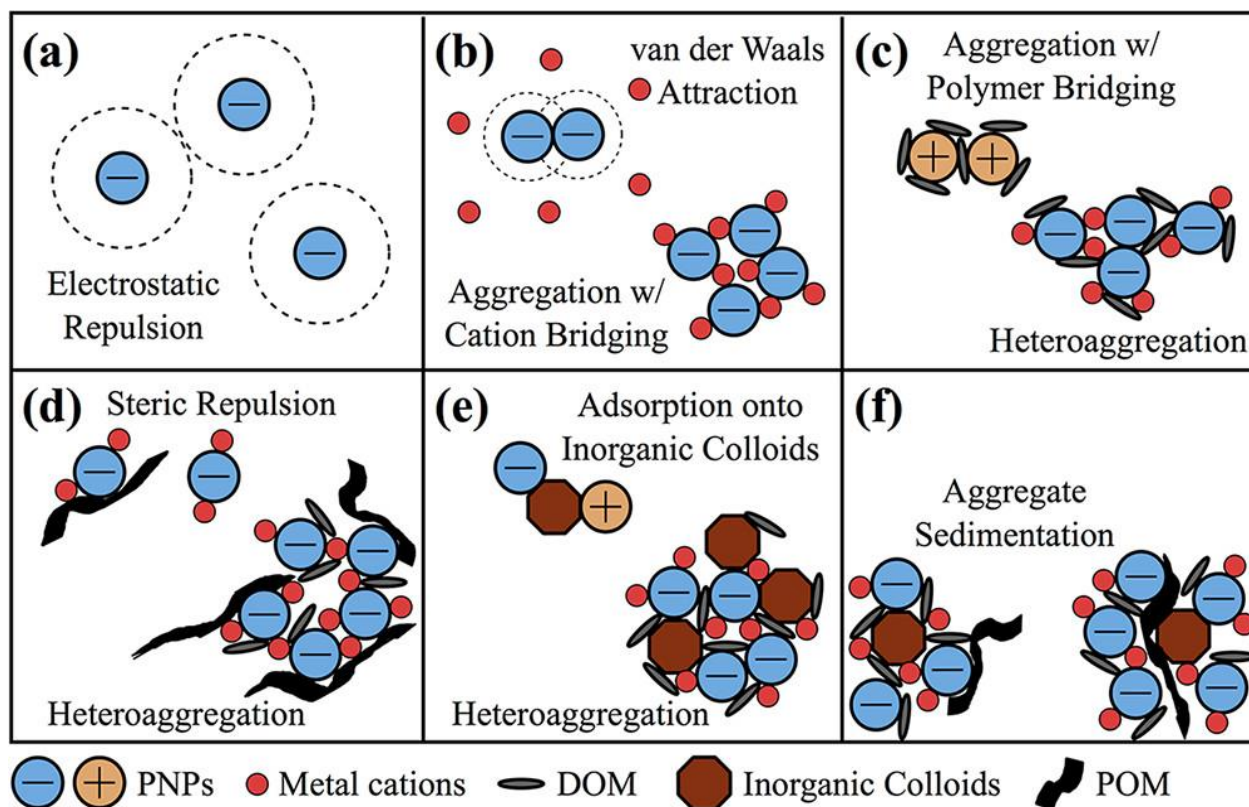 (a)
Electrostatic
Repulsion
(b)
van der Waals
Attraction
Aggregation w/
Cation Bridging
(c)
Aggregation w/
Polymer Bridging
Heteroaggregation
(d)
Steric Repulsion
Heteroaggregation
(e)
Adsorption onto
Inorganic Colloids
Heteroaggregation
(f)
Aggregate
Sedimentation
PNPs Metal cations DOM Inorganic Colloids POM